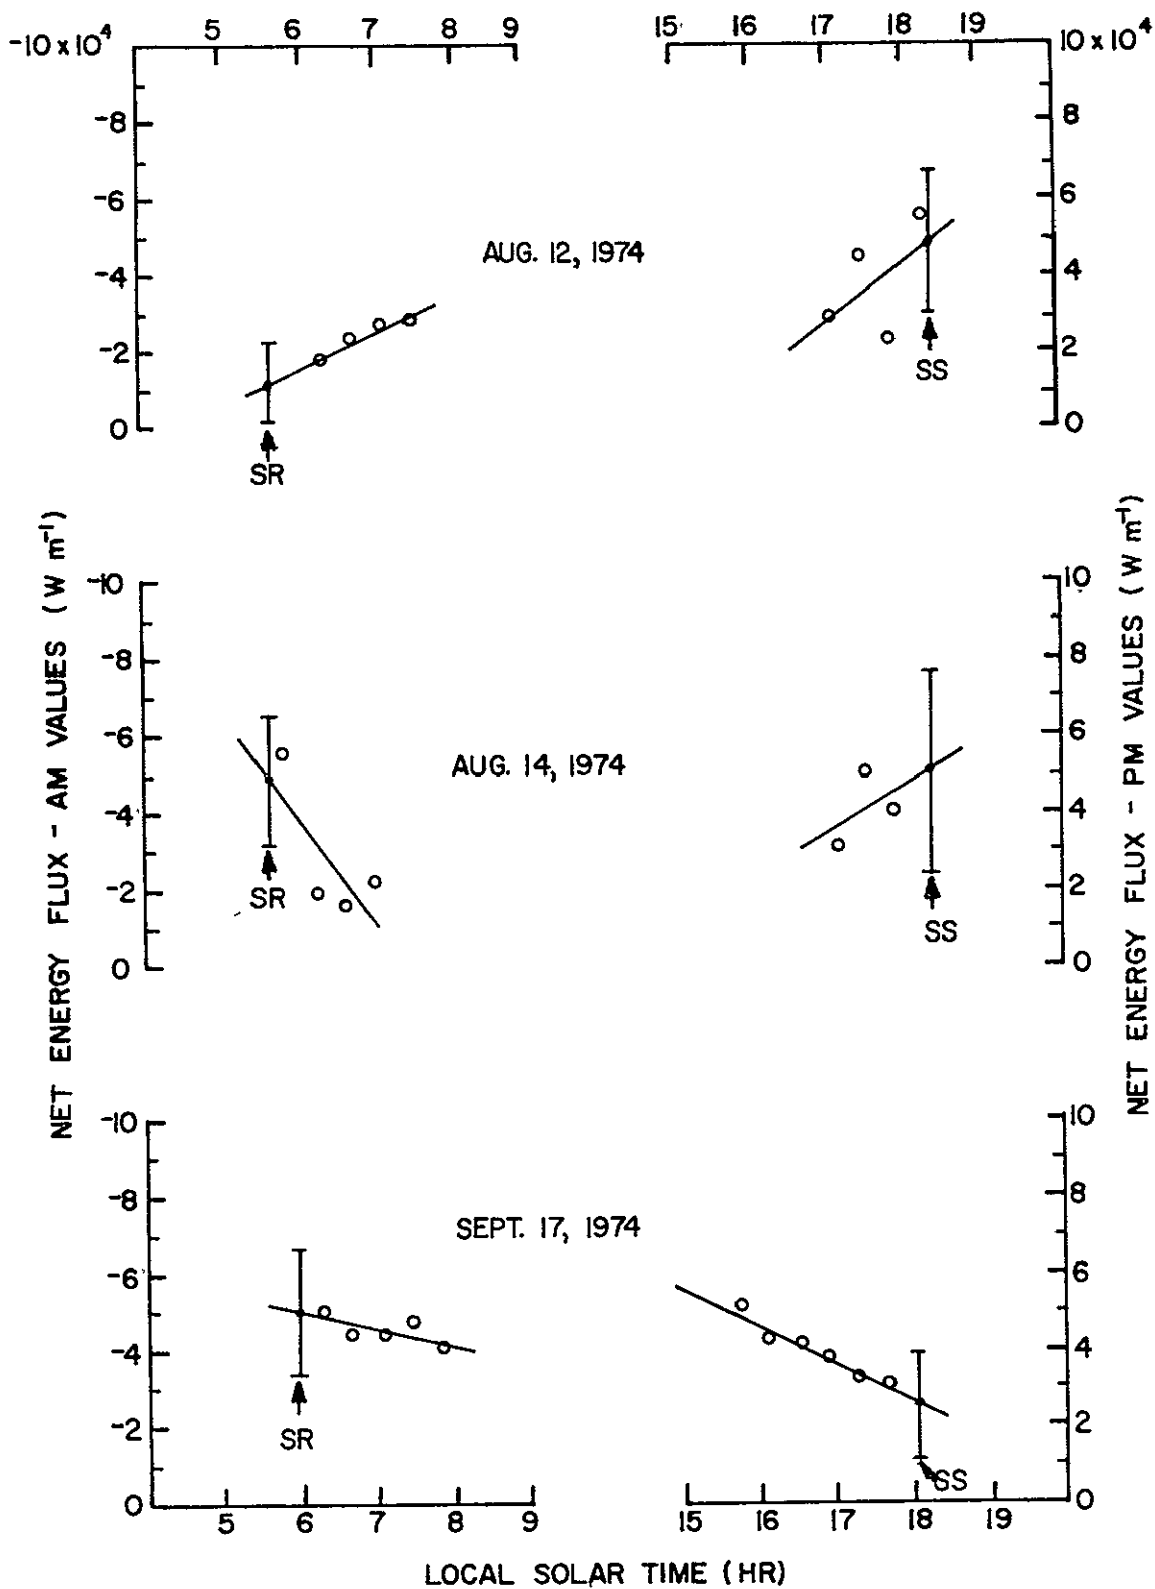 5 6 7 8 9 15 16 17 18 19
-10 x 10⁴ 10 x 10⁴
-8 8
-6 6
AUG. 12, 1974
-4 4
-2 2
SS
0 0
SR
NET ENERGY FLUX - AM VALUES (W m⁻¹)
NET ENERGY FLUX - PM VALUES (W m⁻¹)
-10 10
-8 8
-6 6
AUG. 14, 1974
-4 4
-2 2
SR
SS
0 0
-10 10
-8 8
SEPT. 17, 1974
-6 6
-4 4
-2 2
SR
SS
0 0
5 6 7 8 9 15 16 17 18 19
LOCAL SOLAR TIME (HR)